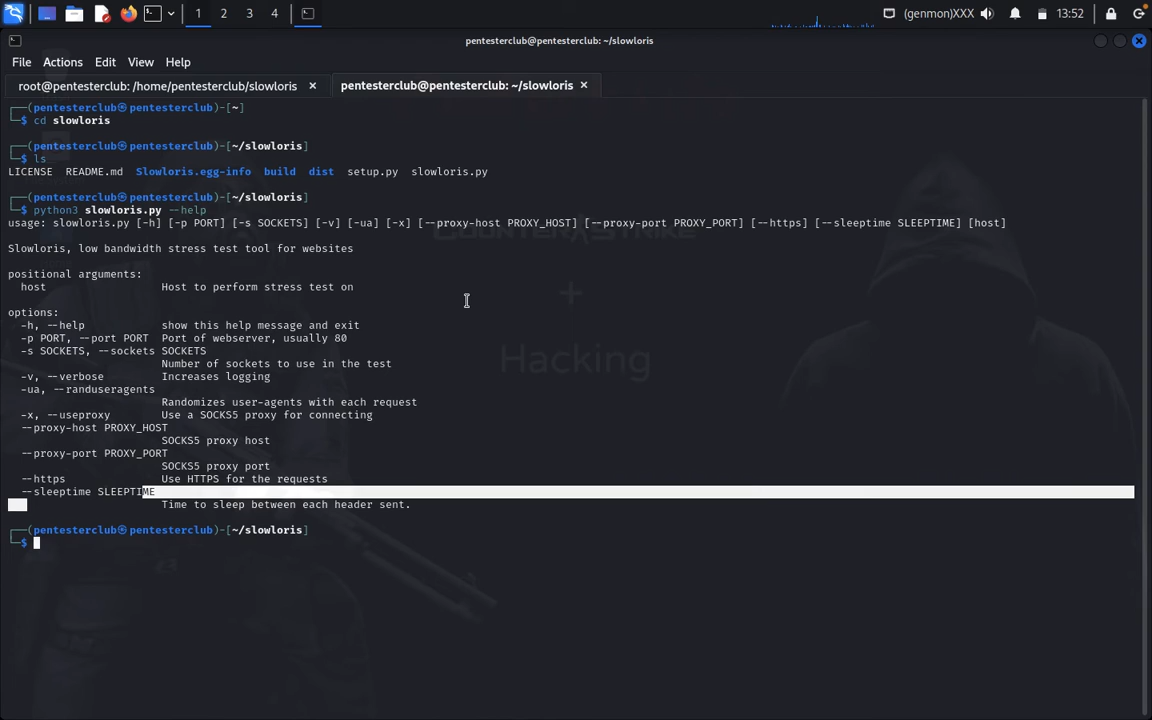 1 2 3 4 (genmon)XXX 13:52
pentesterclub@pentesterclub: ~/slowloris
File Actions Edit View Help
root@pentesterclub: /home/pentesterclub/slowloris × pentesterclub@pentesterclub: ~/slowloris ×
┌──(pentesterclub㉿pentesterclub)-[~]
└─$ cd slowloris
┌──(pentesterclub㉿pentesterclub)-[~/slowloris]
└─$ ls
LICENSE README.md Slowloris.egg-info build dist setup.py slowloris.py
┌──(pentesterclub㉿pentesterclub)-[~/slowloris]
└─$ python3 slowloris.py --help
usage: slowloris.py [-h] [-p PORT] [-s SOCKETS] [-v] [-ua] [-x] [--proxy-host PROXY_HOST] [--proxy-port PROXY_PORT] [--https] [--sleeptime SLEEPTIME] [host]
Slowloris, low bandwidth stress test tool for websites
positional arguments:
host Host to perform stress test on
options:
-h, --help show this help message and exit
-p PORT, --port PORT Port of webserver, usually 80
-s SOCKETS, --sockets SOCKETS
Number of sockets to use in the test
-v, --verbose Increases logging
-ua, --randuseragents
Randomizes user-agents with each request
-x, --useproxy Use a SOCKS5 proxy for connecting
--proxy-host PROXY_HOST
SOCKS5 proxy host
--proxy-port PROXY_PORT
SOCKS5 proxy port
--https Use HTTPS for the requests
--sleeptime SLEEPTIME
Time to sleep between each header sent.
┌──(pentesterclub㉿pentesterclub)-[~/slowloris]
└─$
COUNTER STRIKE
+
Hacking